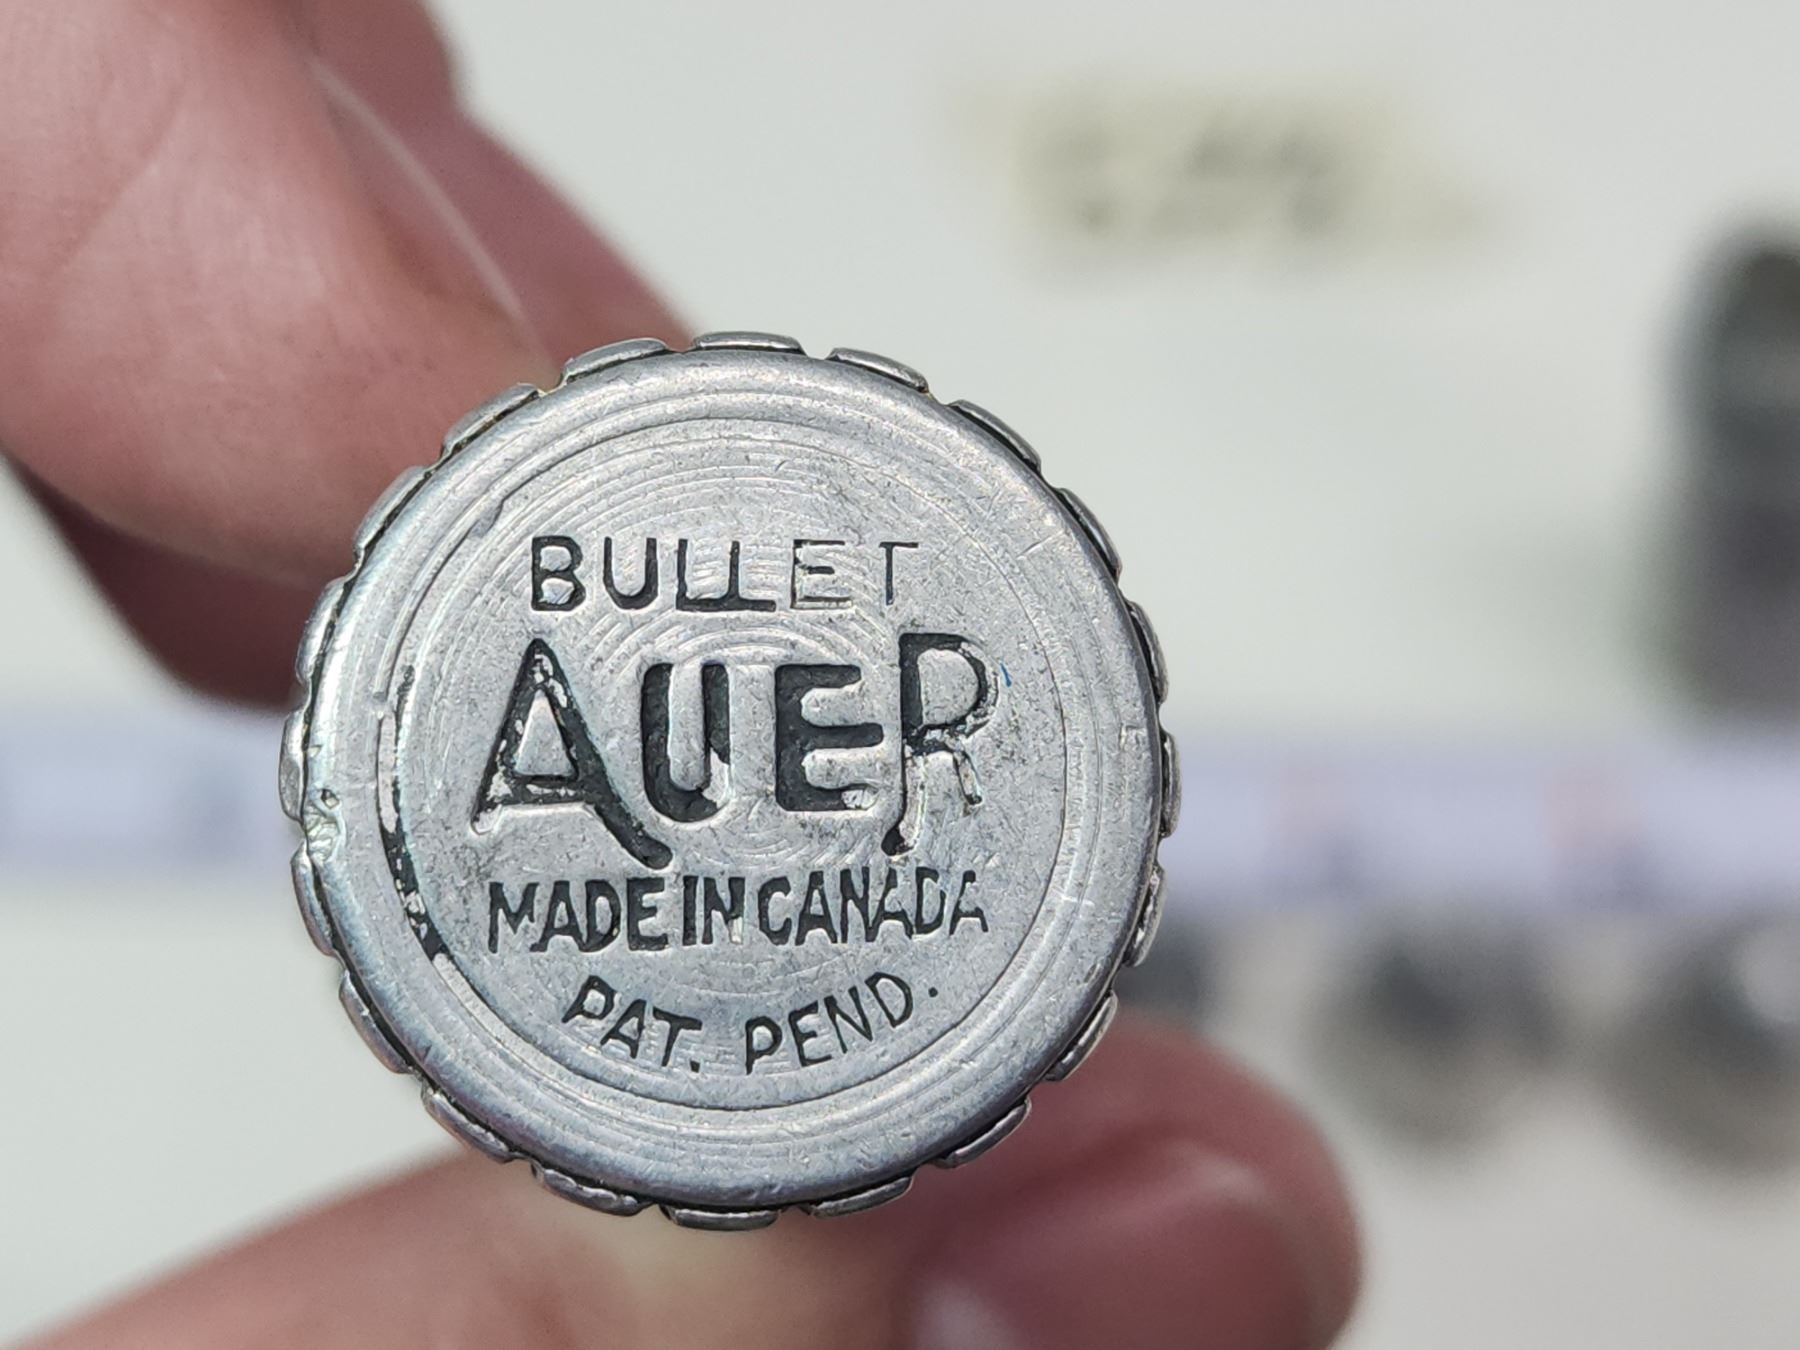 BULLET
AUER
MADE IN CANADA
PAT. PEND.